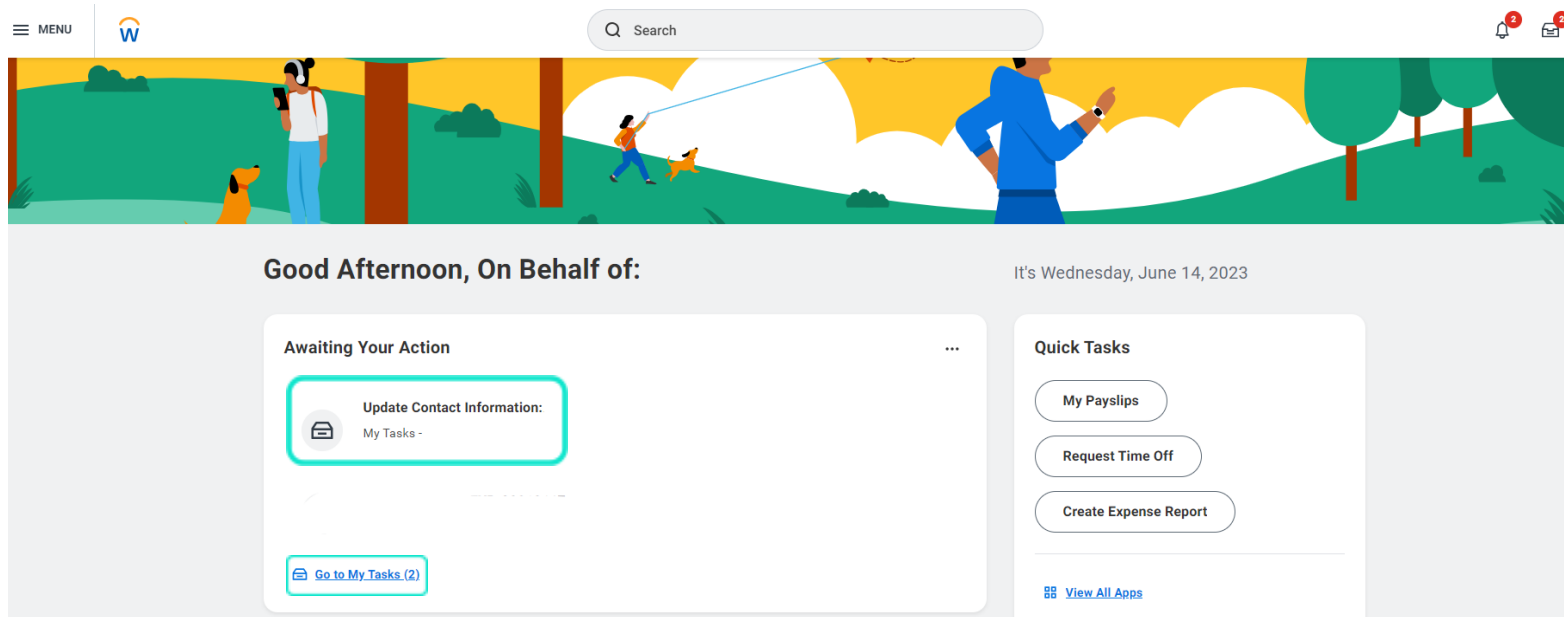 MENU
W
Search
2
2
Good Afternoon, On Behalf of:
It's Wednesday, June 14, 2023
Awaiting Your Action
Update Contact Information:
My Tasks -
Go to My Tasks (2)
Quick Tasks
My Payslips
Request Time Off
Create Expense Report
View All Apps